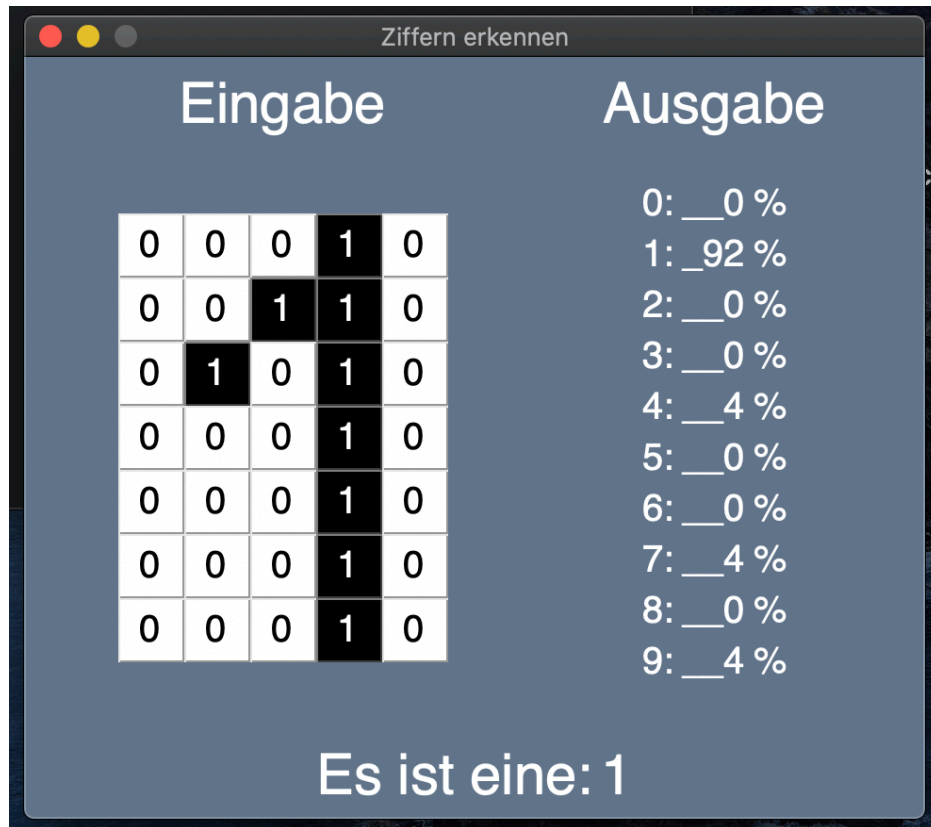 Ziffern erkennen
Eingabe
0 0 0 1 0
0 0 1 1 0
0 1 0 1 0
0 0 0 1 0
0 0 0 1 0
0 0 0 1 0
0 0 0 1 0
Ausgabe
0: __0 %
1: _92 %
2: __0 %
3: __0 %
4: __4 %
5: __0 %
6: __0 %
7: __4 %
8: __0 %
9: __4 %
Es ist eine: 1